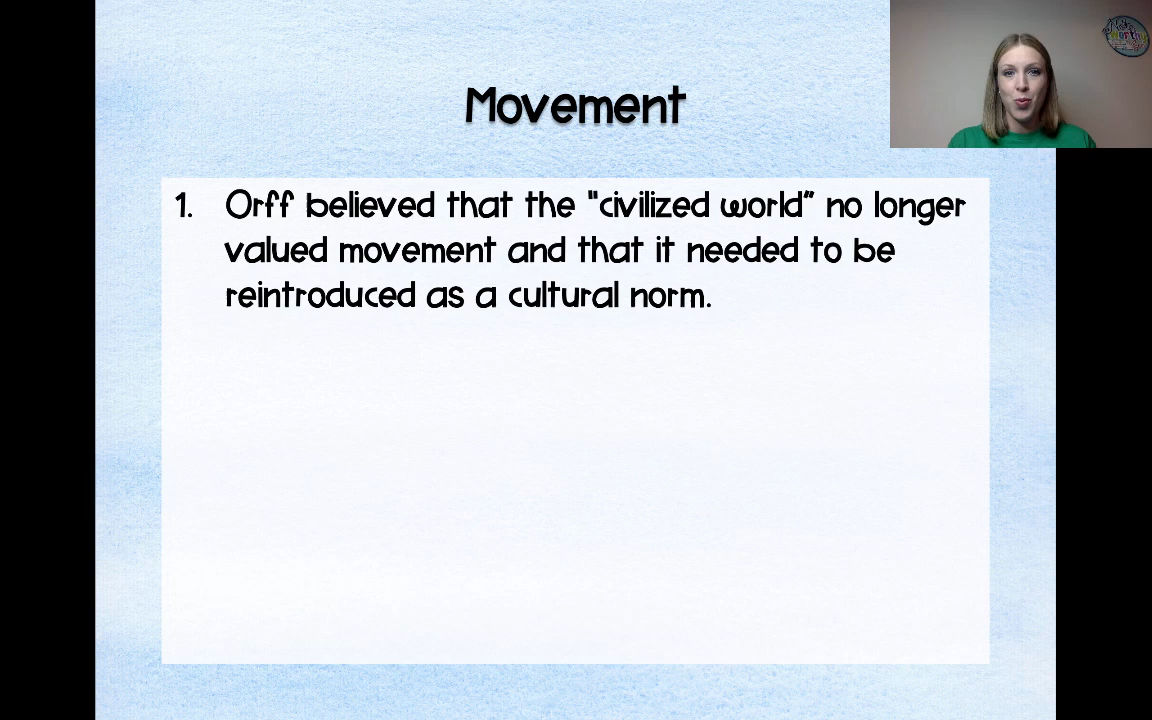 Movement
1. Orff believed that the "civilized world" no longer
valued movement and that it needed to be
reintroduced as a cultural norm.